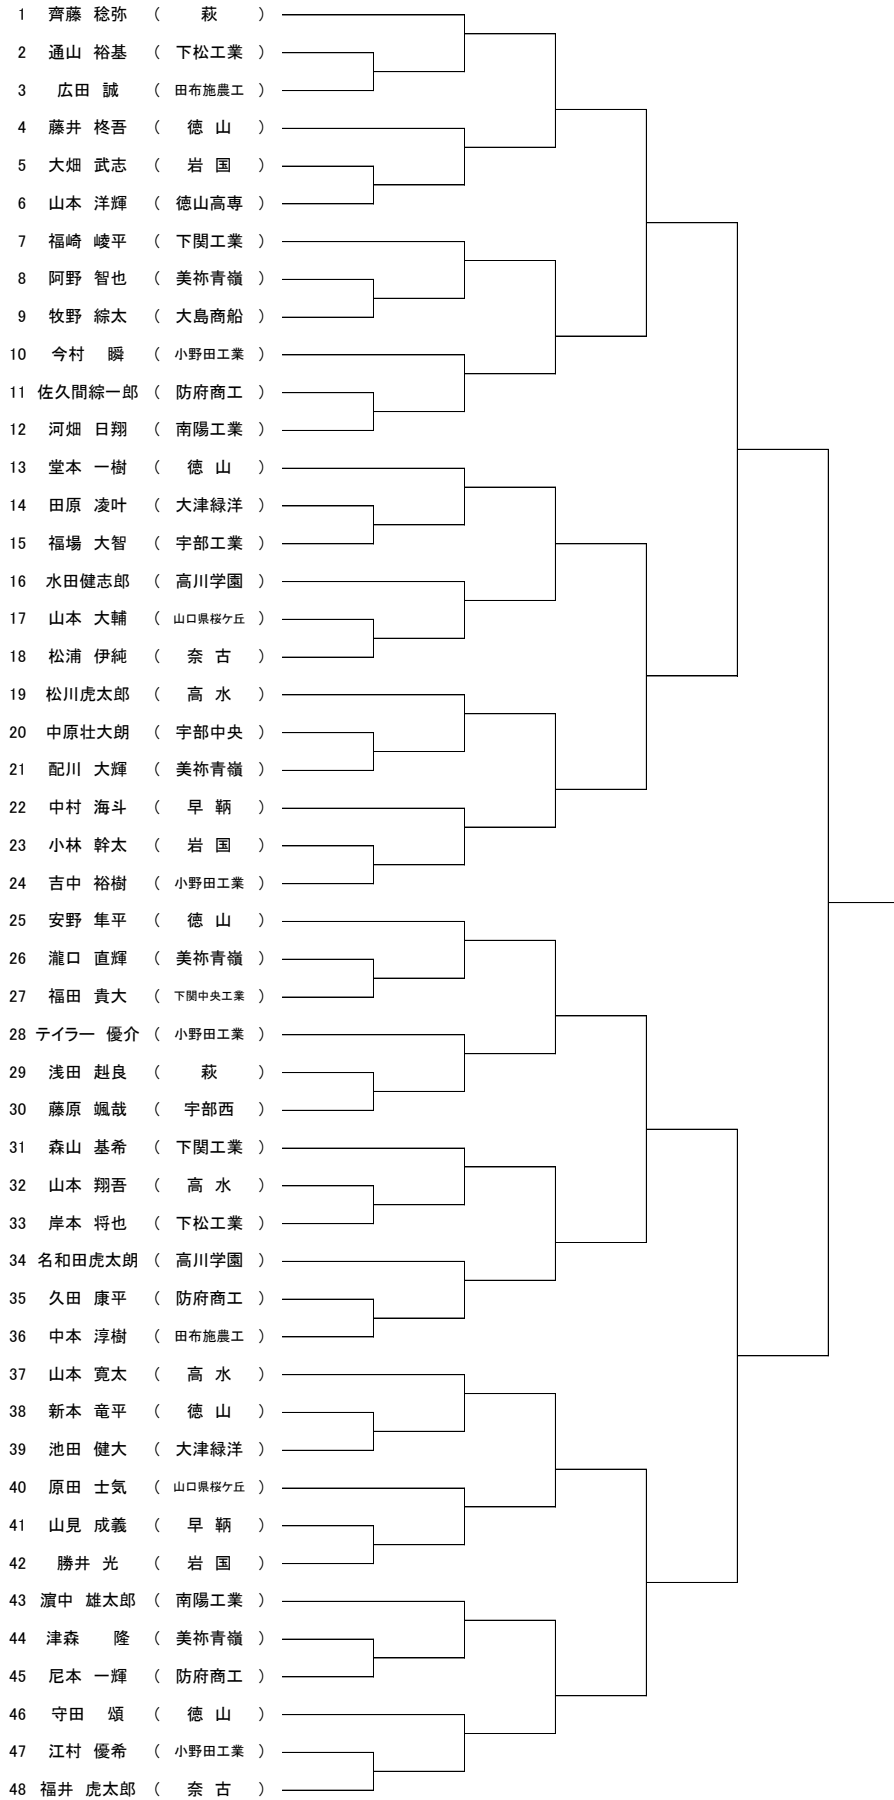 1 齊藤 稔弥 ( 萩 )
2 通山 裕基 ( 下松工業 )
3 広田 誠 ( 田布施農工 )
4 藤井 柊吾 ( 徳 山 )
5 大畑 武志 ( 岩 国 )
6 山本 洋輝 ( 徳山高専 )
7 福崎 崚平 ( 下関工業 )
8 阿野 智也 ( 美祢青嶺 )
9 牧野 綜太 ( 大島商船 )
10 今村 瞬 ( 小野田工業 )
11 佐久間綜一郎 ( 防府商工 )
12 河畑 日翔 ( 南陽工業 )
13 堂本 一樹 ( 徳 山 )
14 田原 凌叶 ( 大津緑洋 )
15 福場 大智 ( 宇部工業 )
16 水田健志郎 ( 高川学園 )
17 山本 大輔 ( 山口県桜ケ丘 )
18 松浦 伊純 ( 奈 古 )
19 松川虎太郎 ( 高 水 )
20 中原壮大朗 ( 宇部中央 )
21 配川 大輝 ( 美祢青嶺 )
22 中村 海斗 ( 早 鞆 )
23 小林 幹太 ( 岩 国 )
24 吉中 裕樹 ( 小野田工業 )
25 安野 隼平 ( 徳 山 )
26 瀧口 直輝 ( 美祢青嶺 )
27 福田 貴大 ( 下関中央工業 )
28 テイラー 優介 ( 小野田工業 )
29 浅田 赳良 ( 萩 )
30 藤原 颯哉 ( 宇部西 )
31 森山 基希 ( 下関工業 )
32 山本 翔吾 ( 高 水 )
33 岸本 将也 ( 下松工業 )
34 名和田虎太朗 ( 高川学園 )
35 久田 康平 ( 防府商工 )
36 中本 淳樹 ( 田布施農工 )
37 山本 寛太 ( 高 水 )
38 新本 竜平 ( 徳 山 )
39 池田 健大 ( 大津緑洋 )
40 原田 士気 ( 山口県桜ケ丘 )
41 山見 成義 ( 早 鞆 )
42 勝井 光 ( 岩 国 )
43 濵中 雄太郎 ( 南陽工業 )
44 津森 隆 ( 美祢青嶺 )
45 尼本 一輝 ( 防府商工 )
46 守田 頌 ( 徳 山 )
47 江村 優希 ( 小野田工業 )
48 福井 虎太郎 ( 奈 古 )